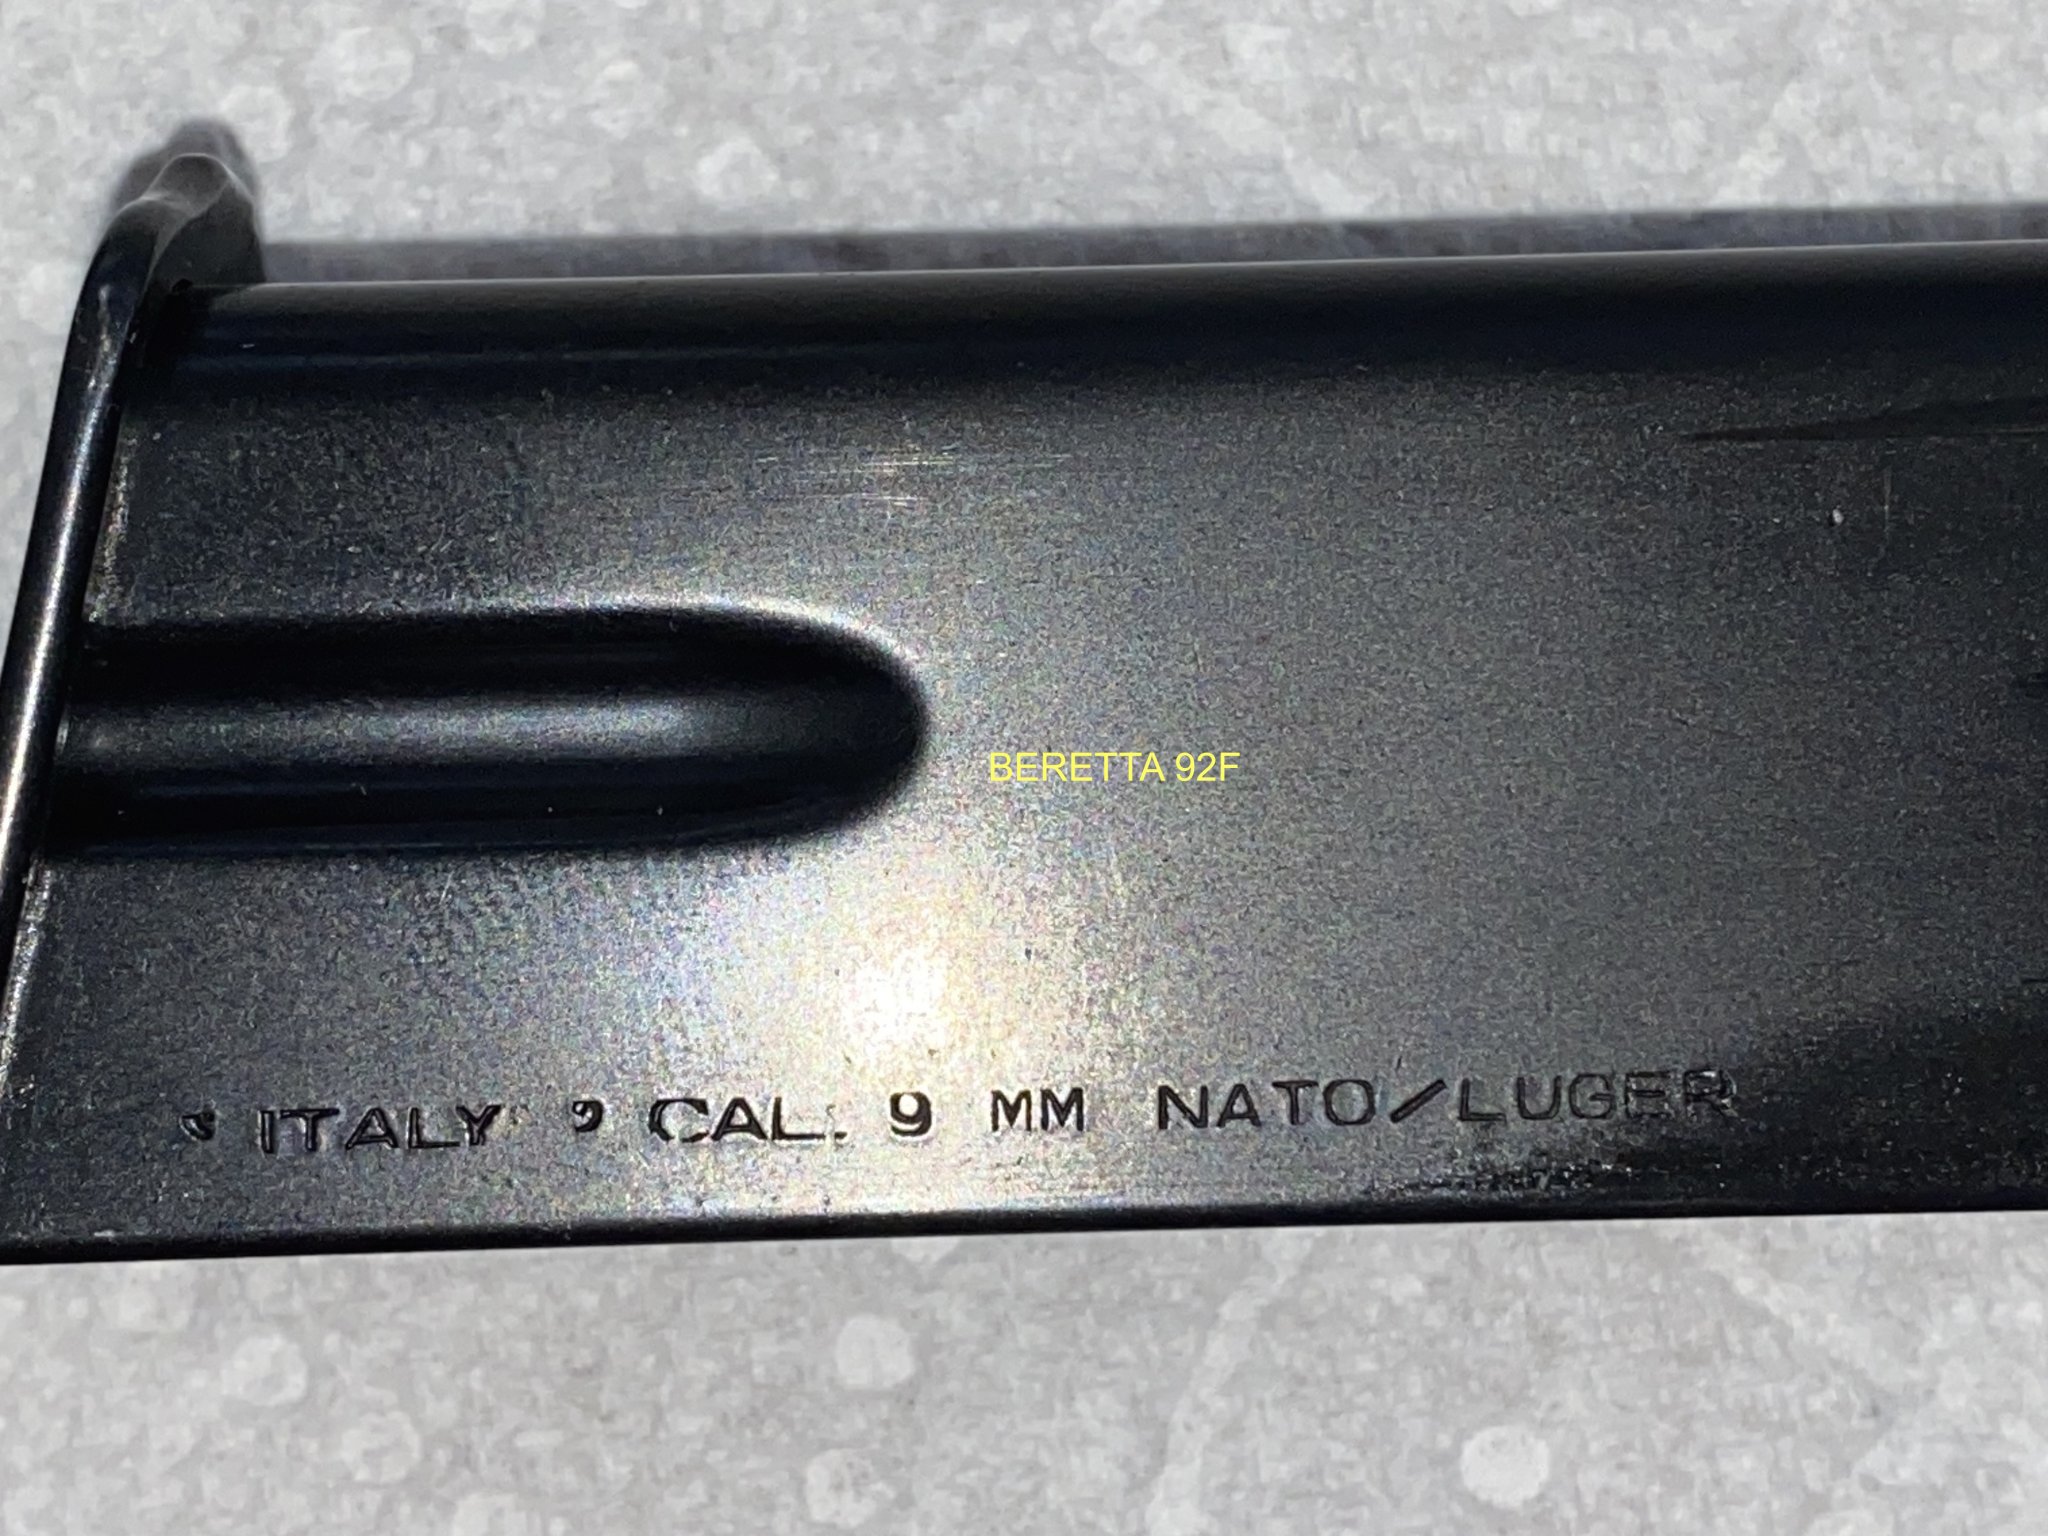 BERETTA 92F
“ ITALY ” CAL. 9 MM NATO/LUGER